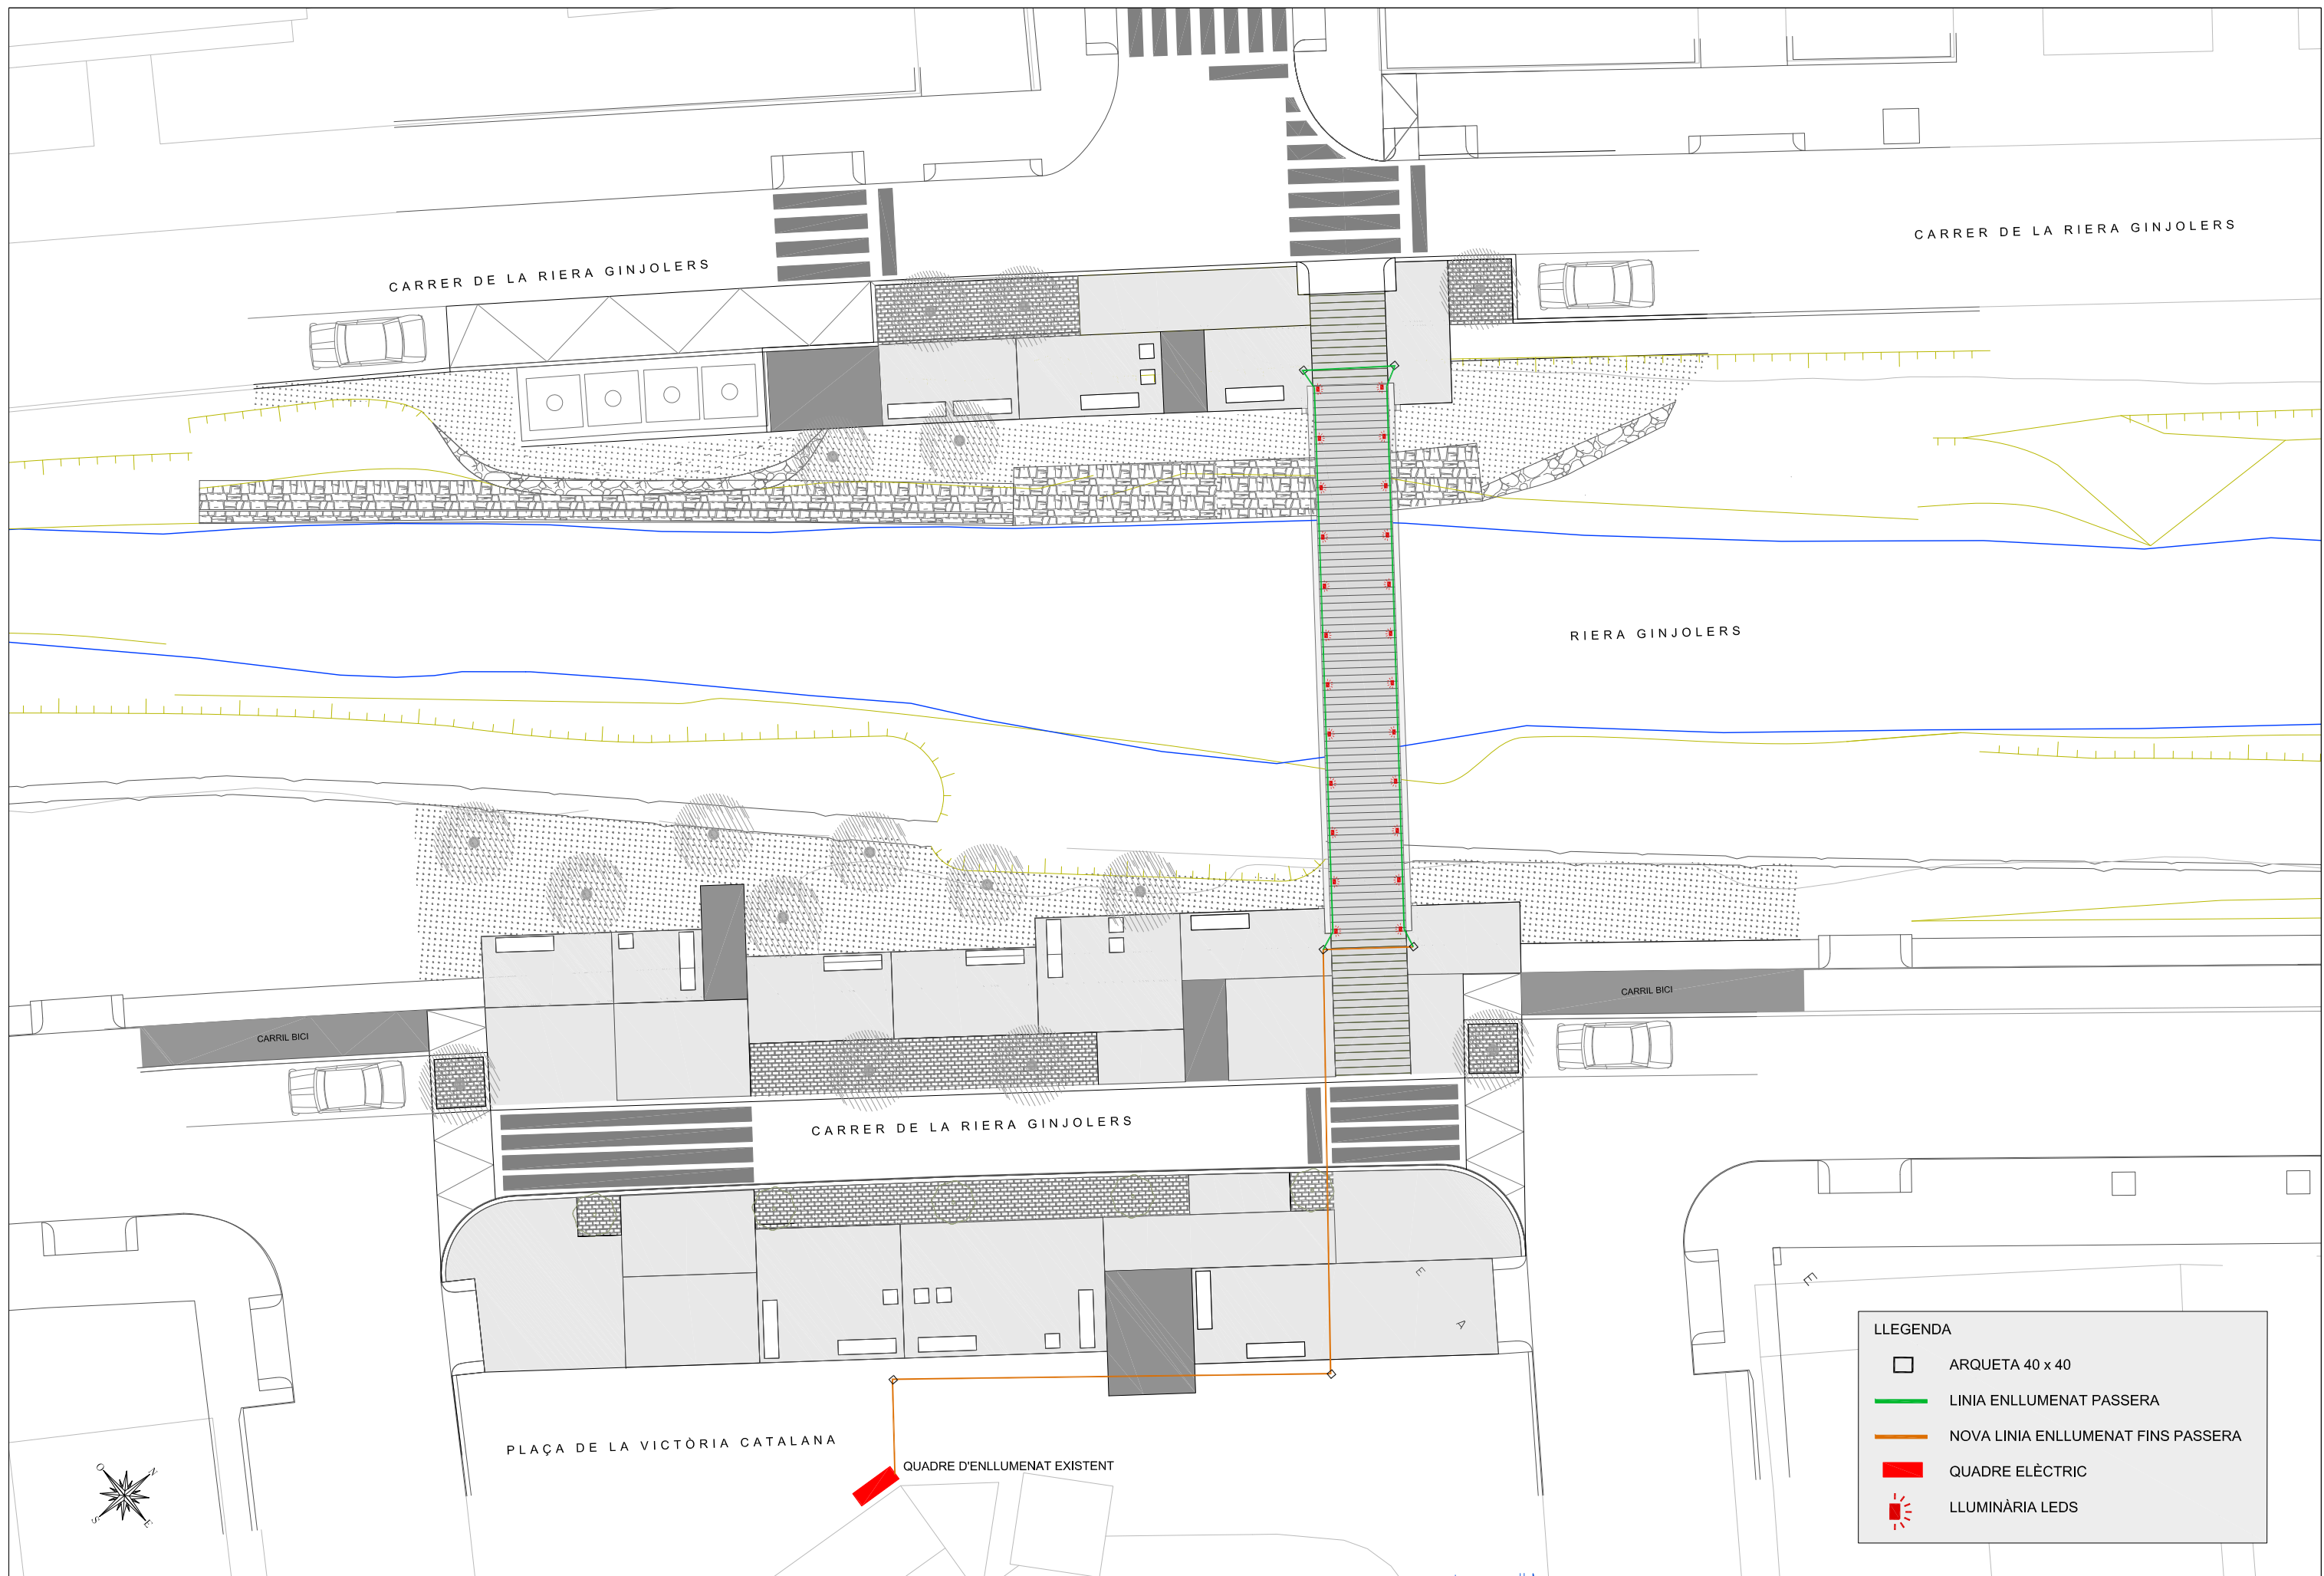 CARRER DE LA RIERA GINJOLERS
CARRER DE LA RIERA GINJOLERS
RIERA GINJOLERS
CARRIL BICI
CARRIL BICI
CARRER DE LA RIERA GINJOLERS
E
E
A
PLAÇA DE LA VICTÒRIA CATALANA
QUADRE D'ENLLUMENAT EXISTENT
O
N
S
E
LLEGENDA
ARQUETA 40 x 40
LINIA ENLLUMENAT PASSERA
NOVA LINIA ENLLUMENAT FINS PASSERA
QUADRE ELÈCTRIC
LLUMINÀRIA LEDS